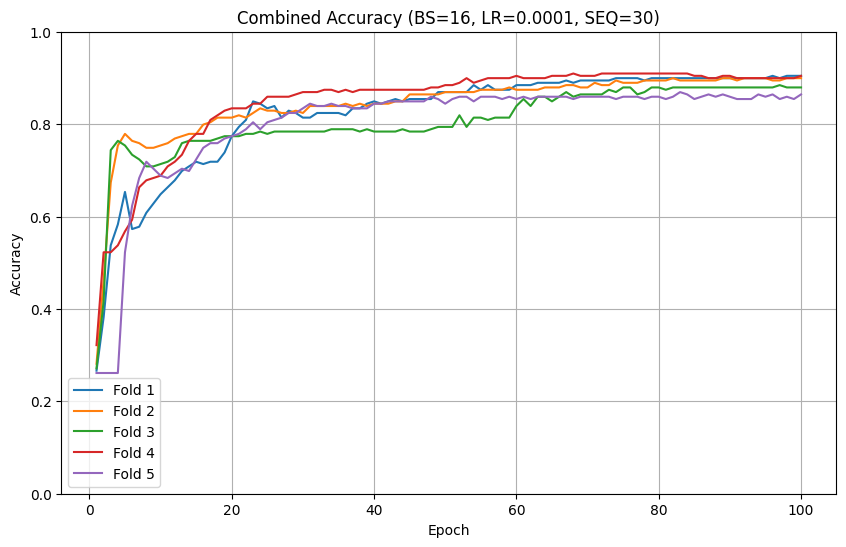 Combined Accuracy (BS=16, LR=0.0001, SEQ=30)
1.0
0.8
0.6
0.4
0.2
0.0
Accuracy
Fold 1
Fold 2
Fold 3
Fold 4
Fold 5
0 20 40 60 80 100
Epoch